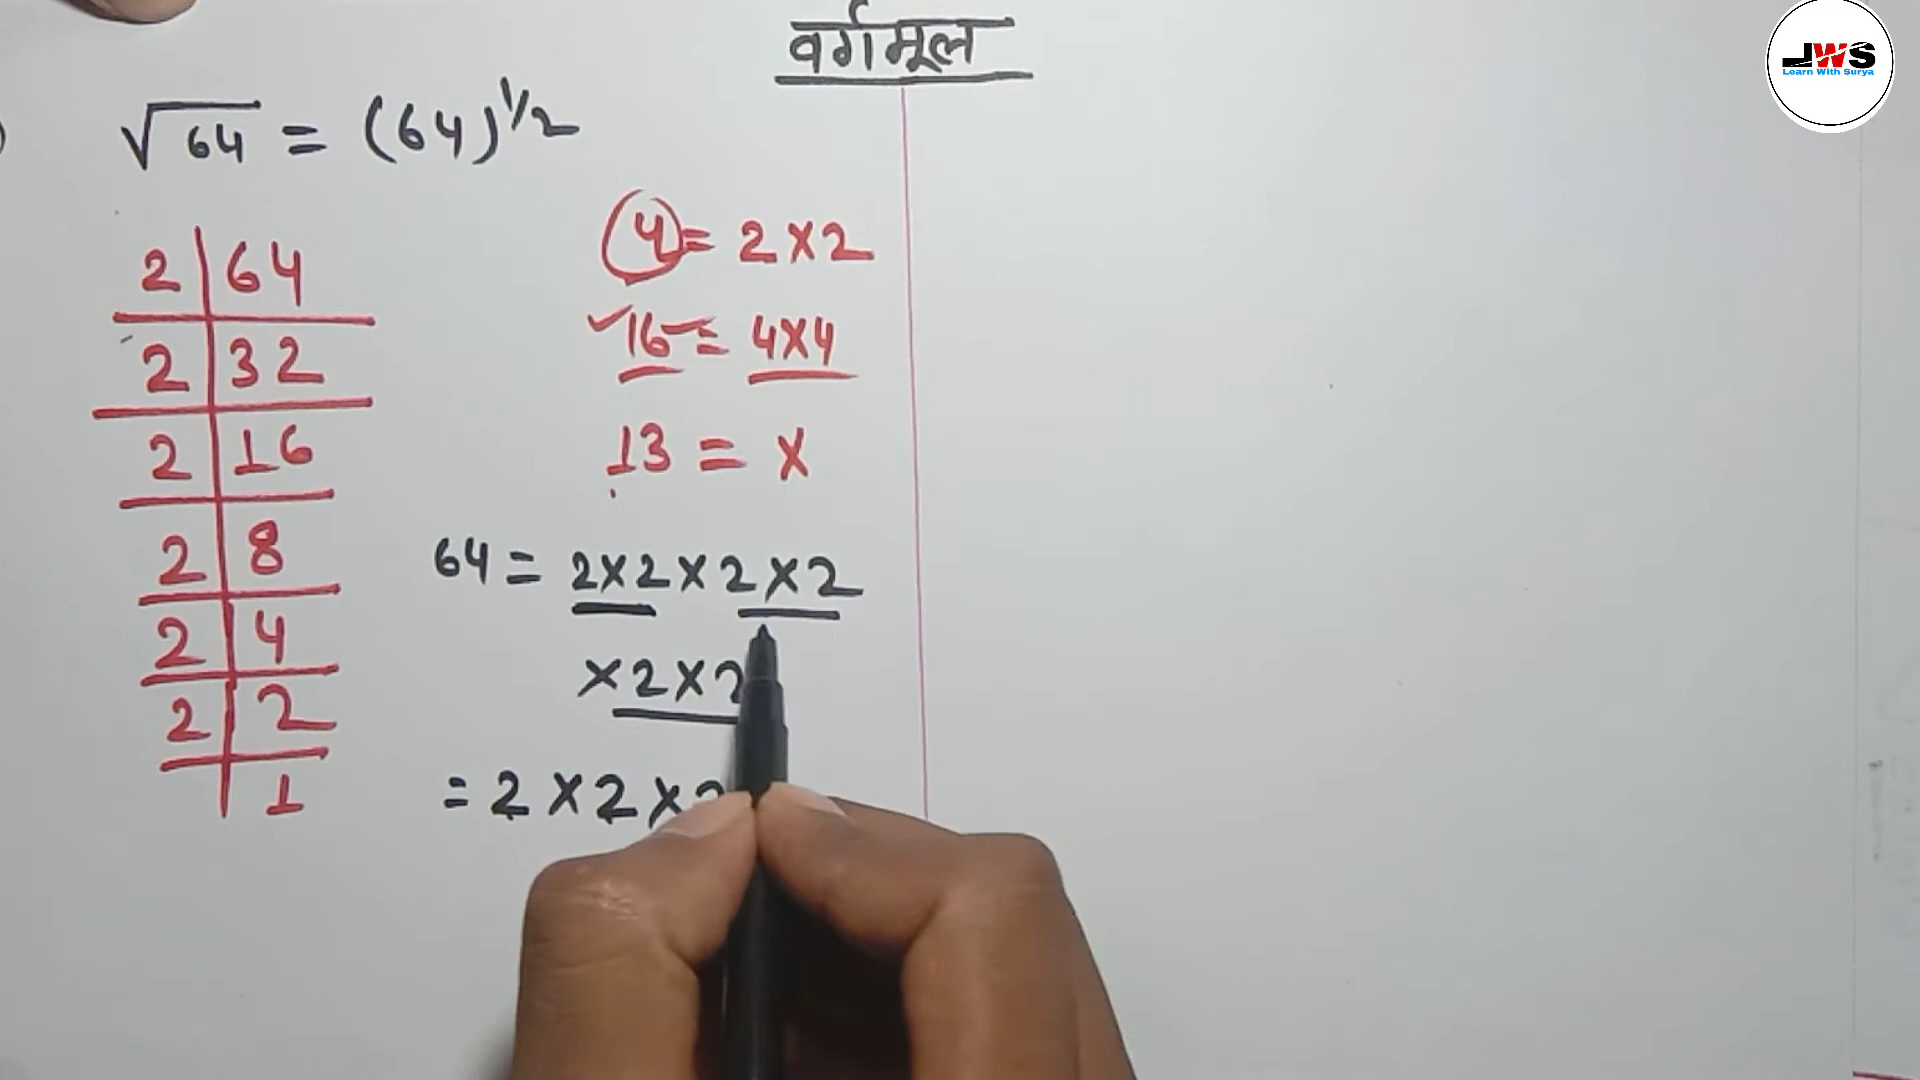 वर्गमूल
JWS
Learn With Surya
√64 = (64)^1/2
2 | 64
2 | 32
2 | 16
2 | 8
2 | 4
2 | 2
1
4 = 2×2
16 = 4×4
13 = ×
64 = 2×2×2×2
×2×2
= 2×2×2